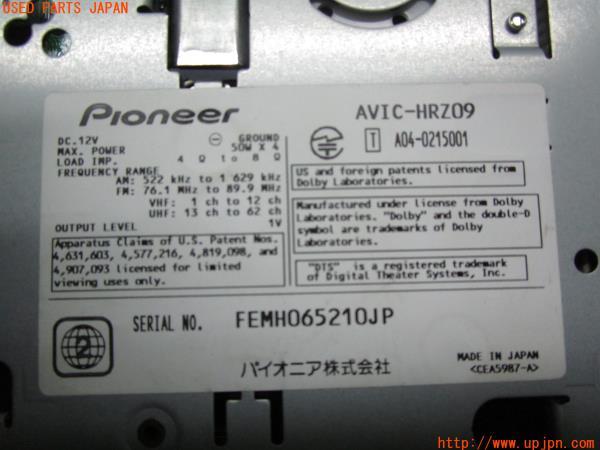 USED PARTS JAPAN
Pioneer
AVIC-HRZ09
DC.12V
GROUND
MAX. POWER 50W X 4
LOAD IMP. 4 Ω to 8 Ω
FREQUENCY RANGE
AM: 522 kHz to 1 629 kHz
FM: 76.1 MHz to 89.9 MHz
VHF: 1 ch to 12 ch
UHF: 13 ch to 62 ch
OUTPUT LEVEL 1V
Apparatus Claims of U.S. Patent Nos.
4,631,603, 4,577,216, 4,819,098, and
4,907,093 licensed for limited
viewing uses only.
T A04-0215001
US and foreign patents licensed from
Dolby Laboratories.
Manufactured under license from Dolby
Laboratories. "Dolby" and the double-D
symbol are trademarks of Dolby
Laboratories.
"DTS" is a registered trademark
of Digital Theater Systems, Inc.
2
SERIAL NO. FEMH065210JP
パイオニア株式会社
MADE IN JAPAN
<CEA5987-A>
http://www.upjpn.com/